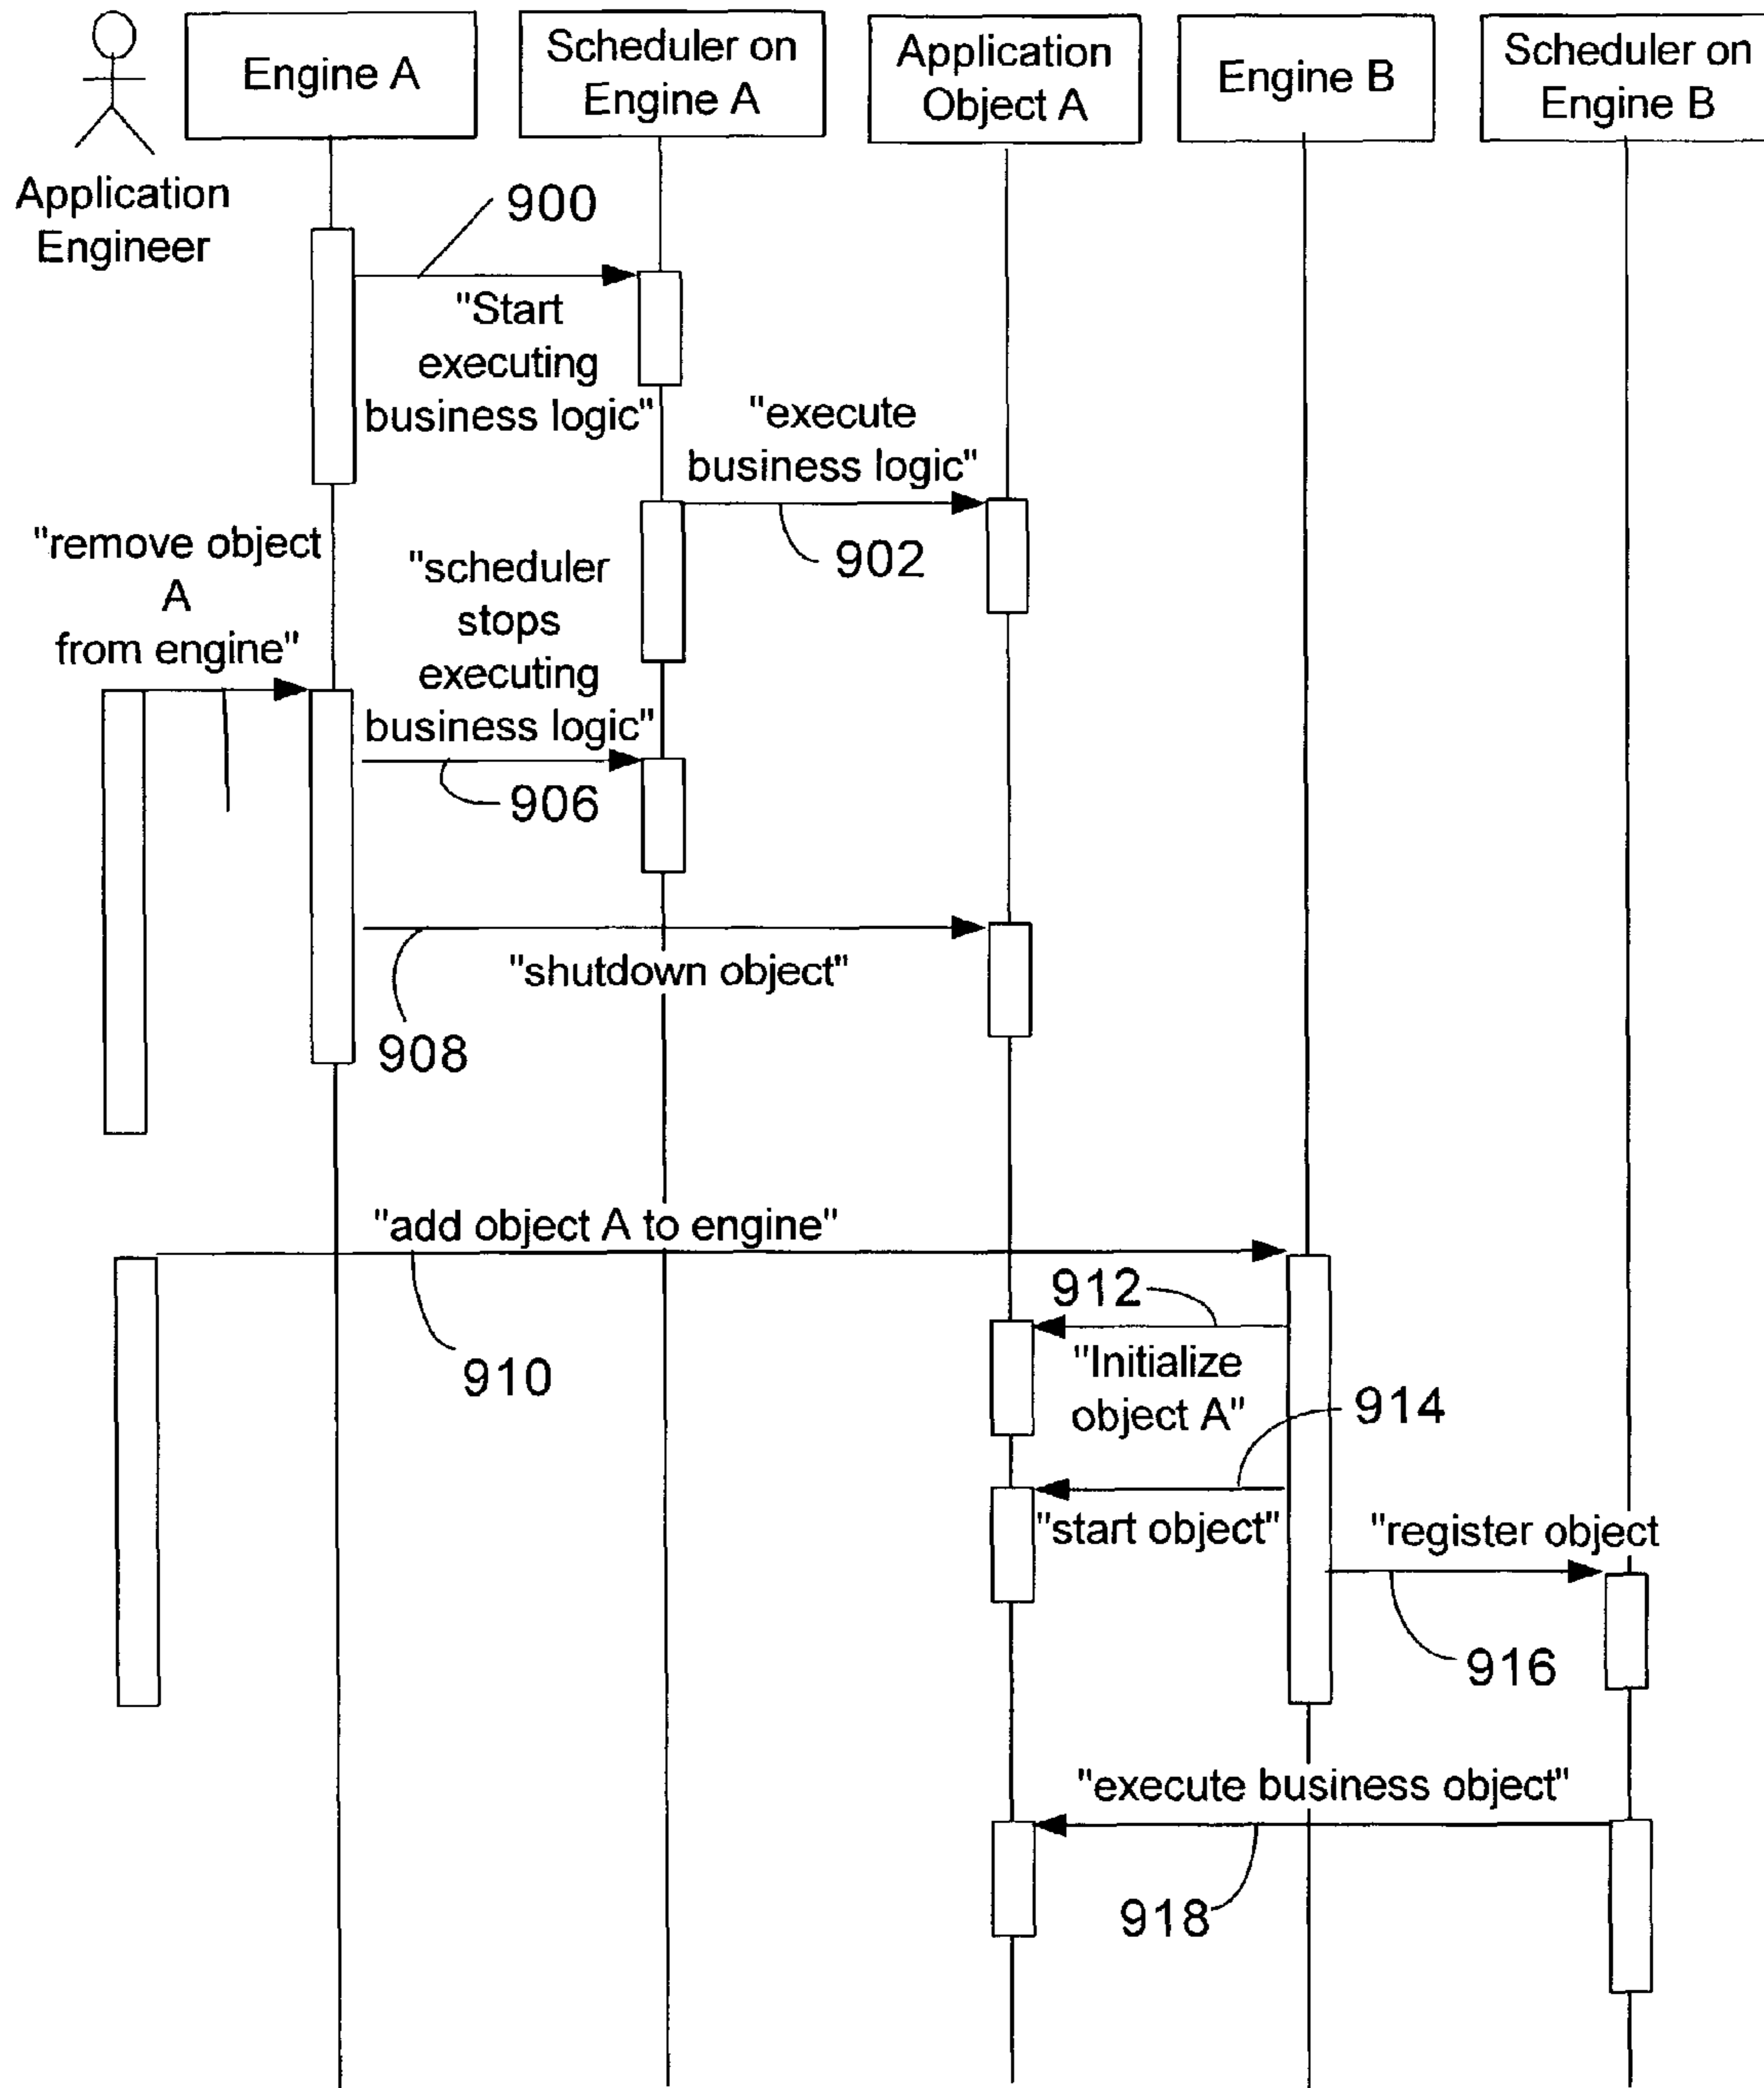 Application
Engineer
Engine A
Scheduler on
Engine A
Application
Object A
Engine B
Scheduler on
Engine B
900
"Start
executing
business logic"
"execute
business logic"
902
"remove object
A
from engine"
"scheduler
stops
executing
business logic"
906
"shutdown object"
908
"add object A to engine"
910
912
"Initialize
object A"
914
"start object"
"register object
916
"execute business object"
918